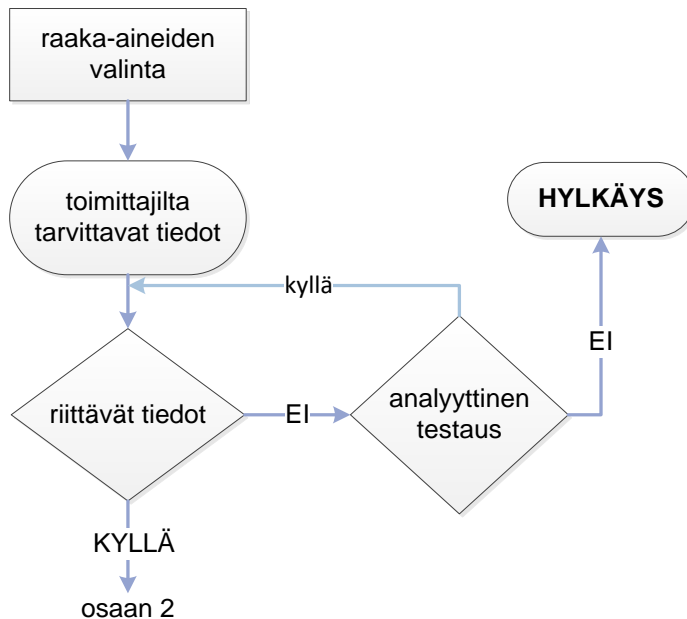 raaka-aineiden
valinta
toimittajilta
tarvittavat tiedot
HYLKÄYS
kyllä
EI
riittävät tiedot
EI
analyyttinen
testaus
KYLLÄ
osaan 2